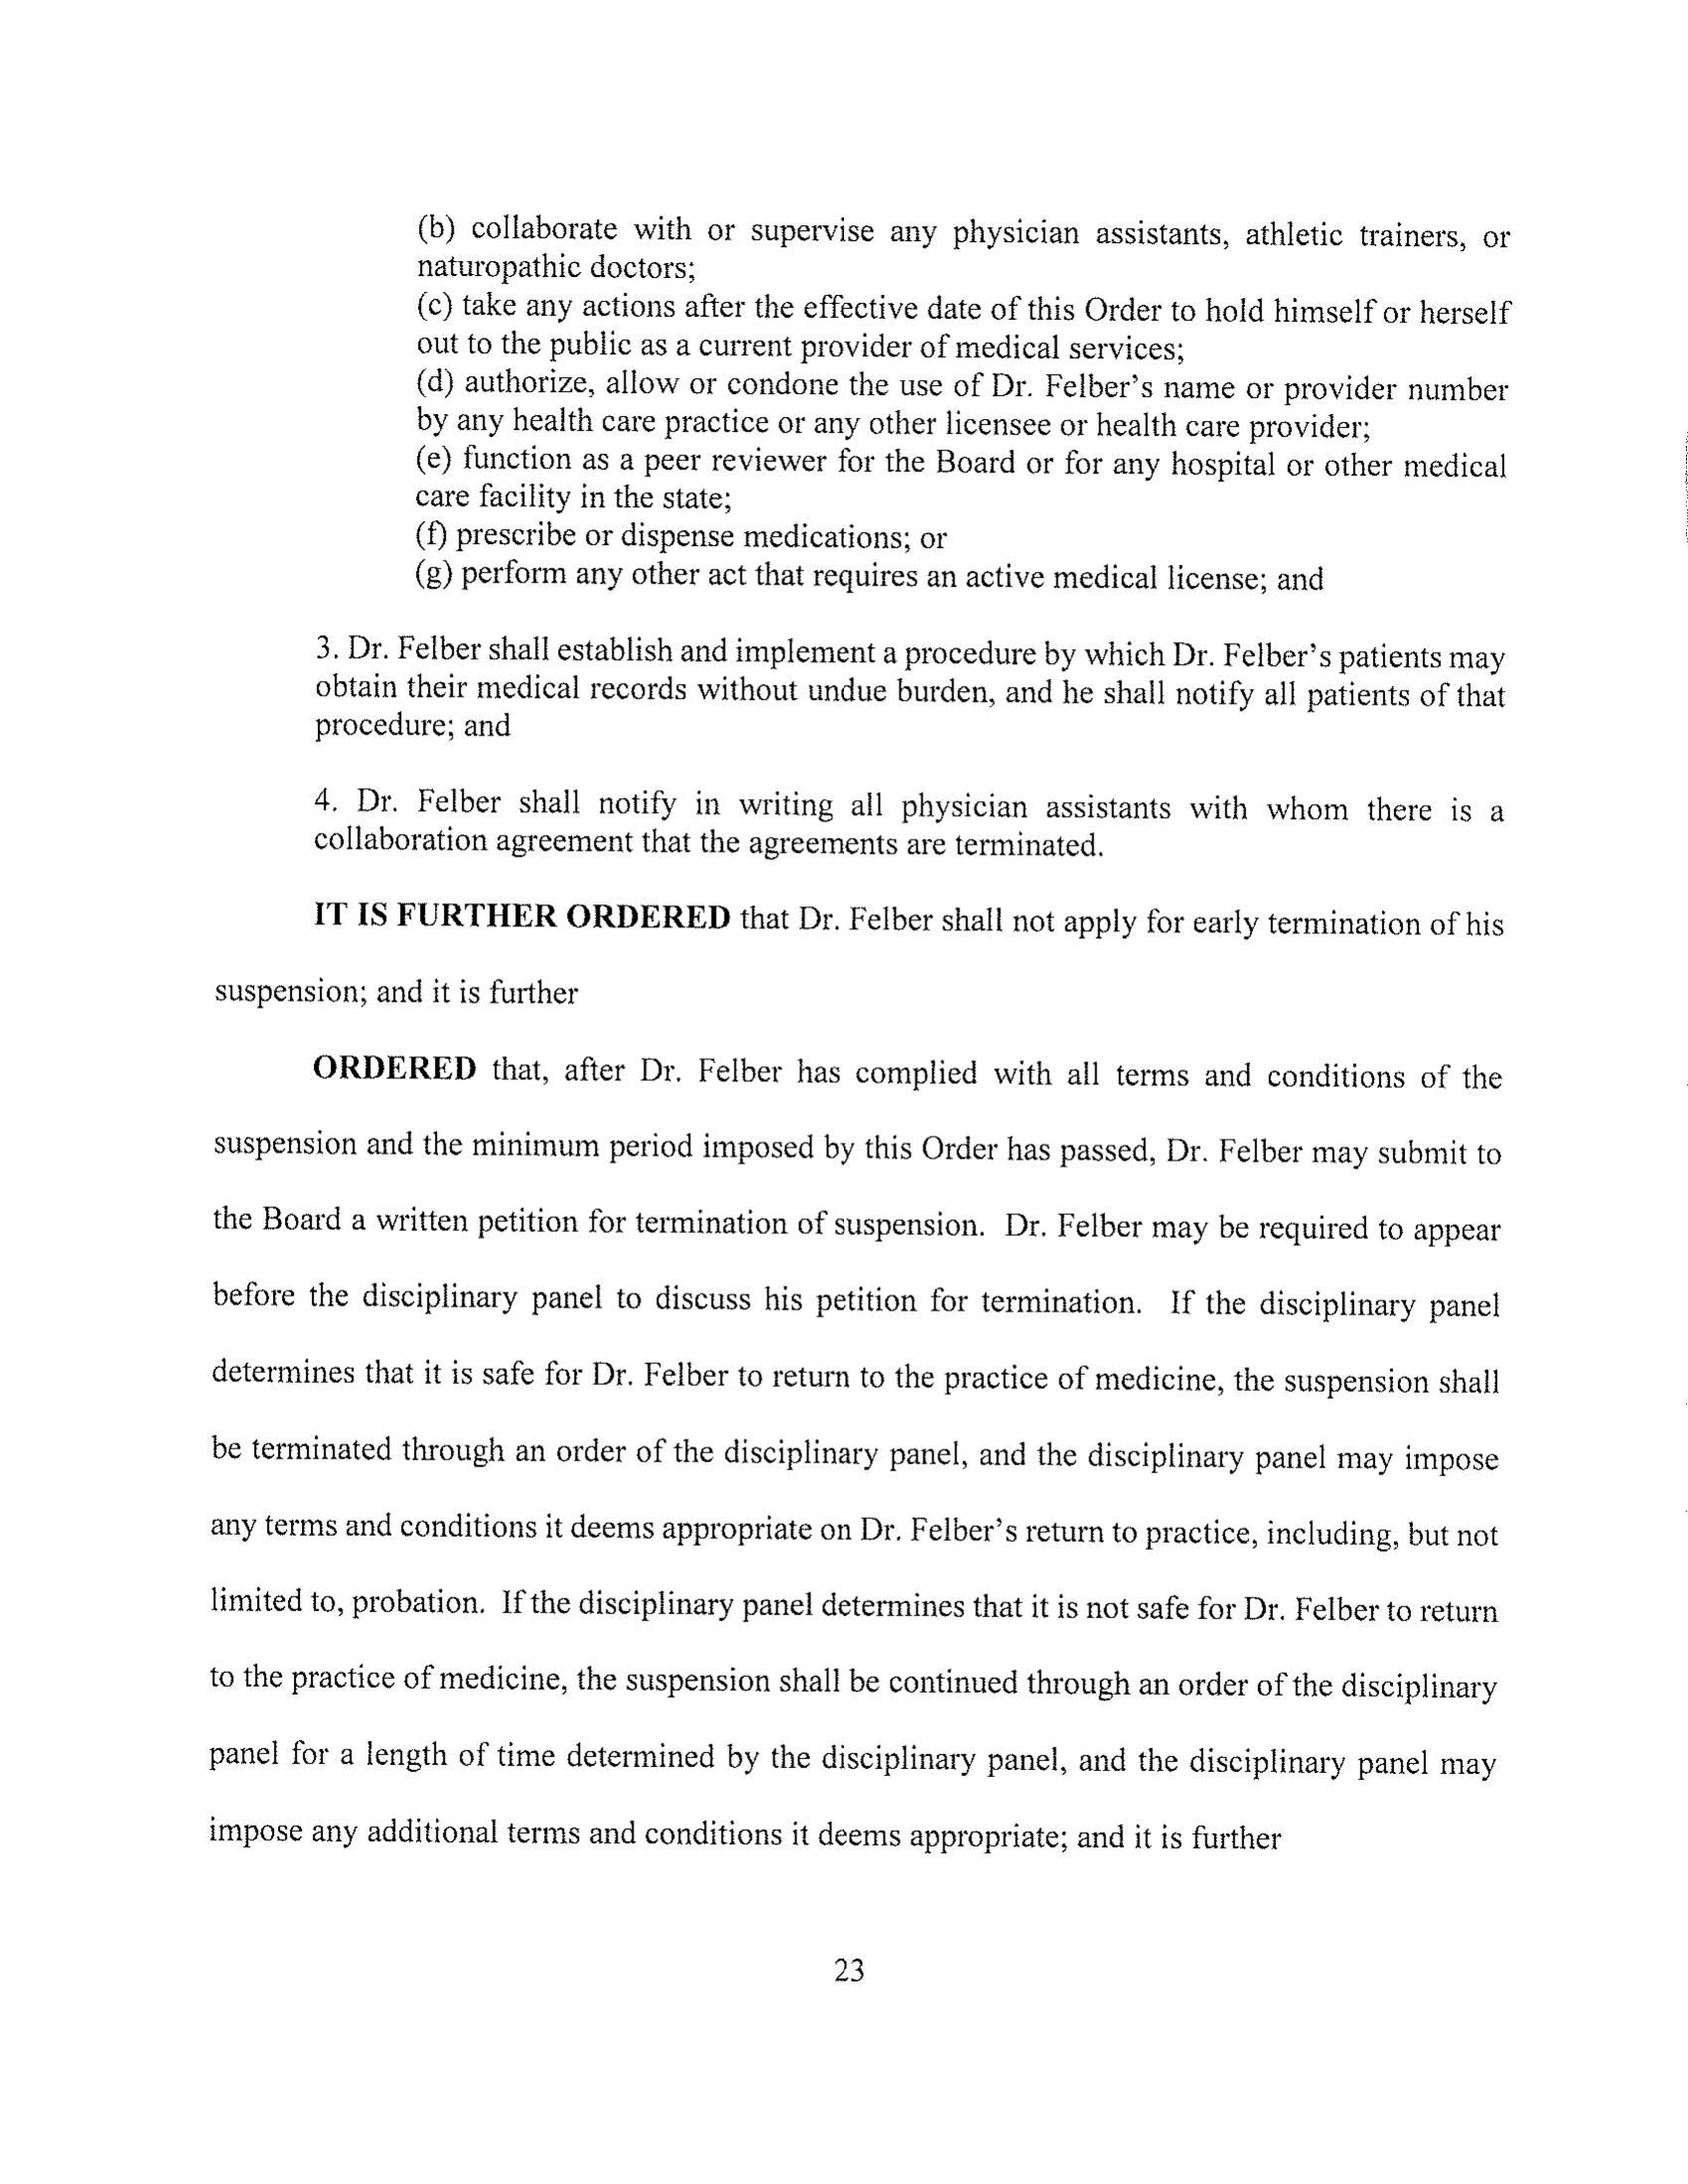 (b) collaborate with or supervise any physician assistants, athletic trainers, or
naturopathic doctors;
(c) take any actions after the effective date of this Order to hold himself or herself
out to the public as a current provider of medical services;
(d) authorize, allow or condone the use of Dr. Felber's name or provider number
by any health care practice or any other licensee or health care provider;
(e) function as a peer reviewer for the Board or for any hospital or other medical
care facility in the state;
(f) prescribe or dispense medications; or
(g) perform any other act that requires an active medical license; and
3. Dr. Felber shall establish and implement a procedure by which Dr. Felber's patients may
obtain their medical records without undue burden, and he shall notify all patients of that
procedure; and
4. Dr. Felber shall notify in writing all physician assistants with whom there is a
collaboration agreement that the agreements are terminated.
IT IS FURTHER ORDERED that Dr. Felber shall not apply for early termination of his
suspension; and it is further
ORDERED that, after Dr. Felber has complied with all terms and conditions of the
suspension and the minimum period imposed by this Order has passed, Dr. Felber may submit to
the Board a written petition for termination of suspension. Dr. Felber may be required to appear
before the disciplinary panel to discuss his petition for termination. If the disciplinary panel
determines that it is safe for Dr. Felber to return to the practice of medicine, the suspension shall
be terminated through an order of the disciplinary panel, and the disciplinary panel may impose
any terms and conditions it deems appropriate on Dr. Felber's return to practice, including, but not
limited to, probation. If the disciplinary panel determines that it is not safe for Dr. Felber to return
to the practice of medicine, the suspension shall be continued through an order of the disciplinary
panel for a length of time determined by the disciplinary panel, and the disciplinary panel may
impose any additional terms and conditions it deems appropriate; and it is further
23